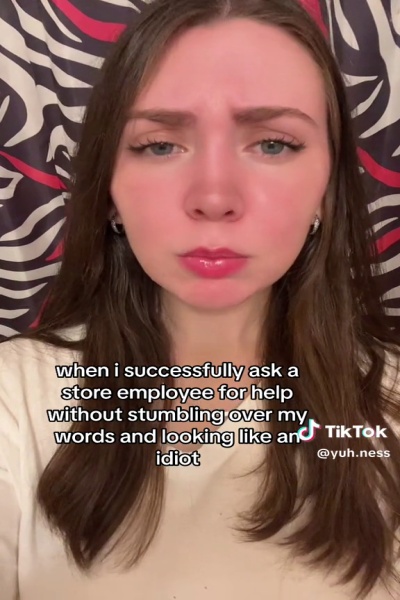 when i successfully ask a
store employee for help
without stumbling over my
words and looking like an
idiot
TikTok
@yuh.ness